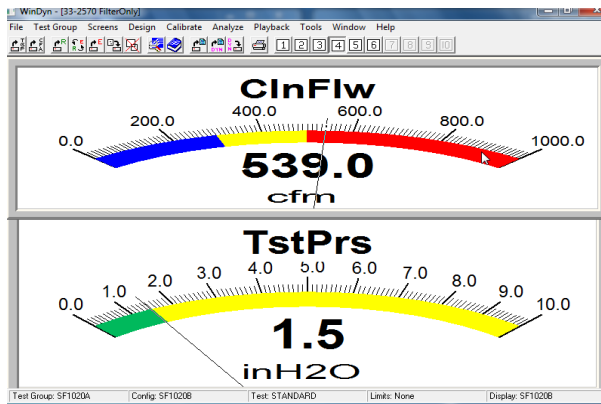 WinDyn - [33-2570 FilterOnly]
File Test Group Screens Design Calibrate Analyze Playback Tools Window Help
1 2 3 4 5 6 7 8 9 10
ClnFlw
0.0 200.0 400.0 600.0 800.0 1000.0
539.0
cfm
TstPrs
0.0 1.0 2.0 3.0 4.0 5.0 6.0 7.0 8.0 9.0 10.0
1.5
inH2O
Test Group: SF1020A Config: SF1020B Test: STANDARD Limits: None Display: SF1020B